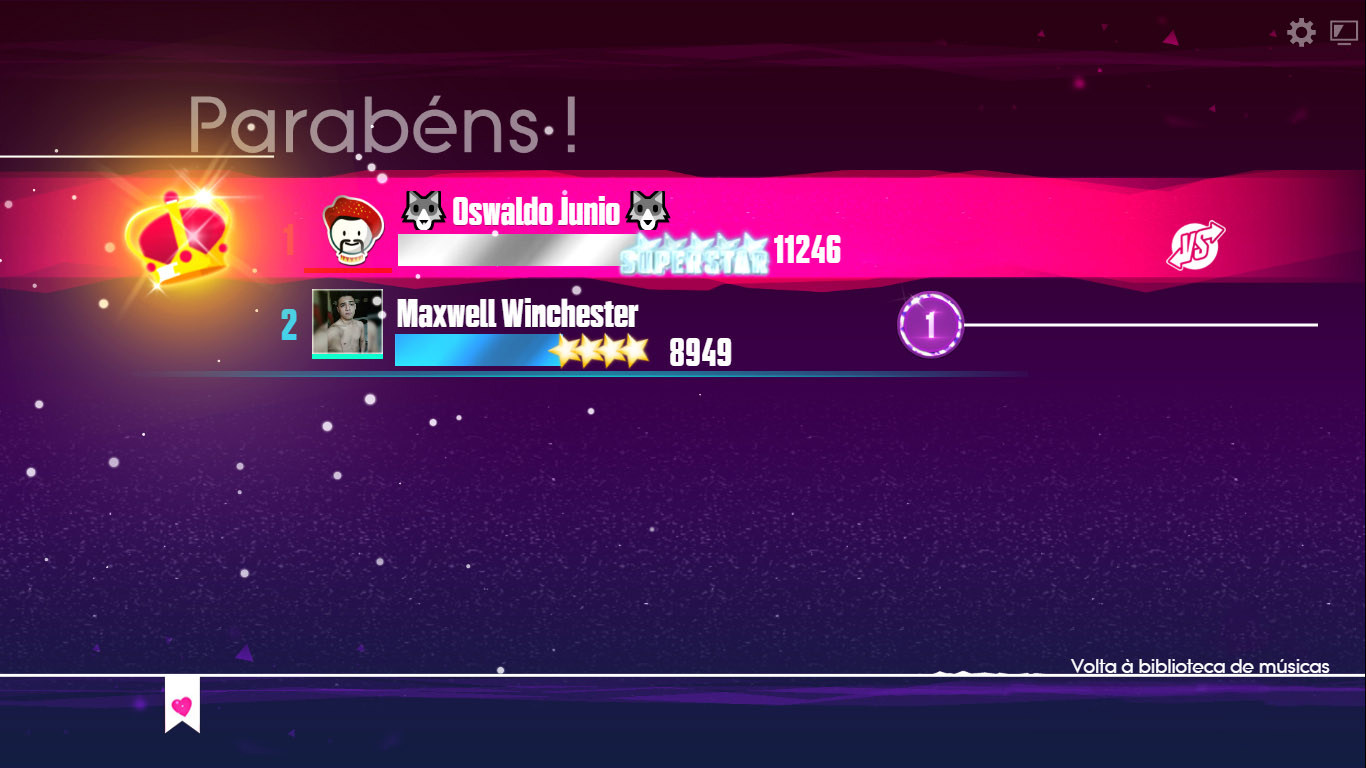 Parabéns !
1
🐺 Oswaldo Junio 🐺
SUPERSTAR 11246
VS
2
Maxwell Winchester
8949
1
Volta à biblioteca de músicas